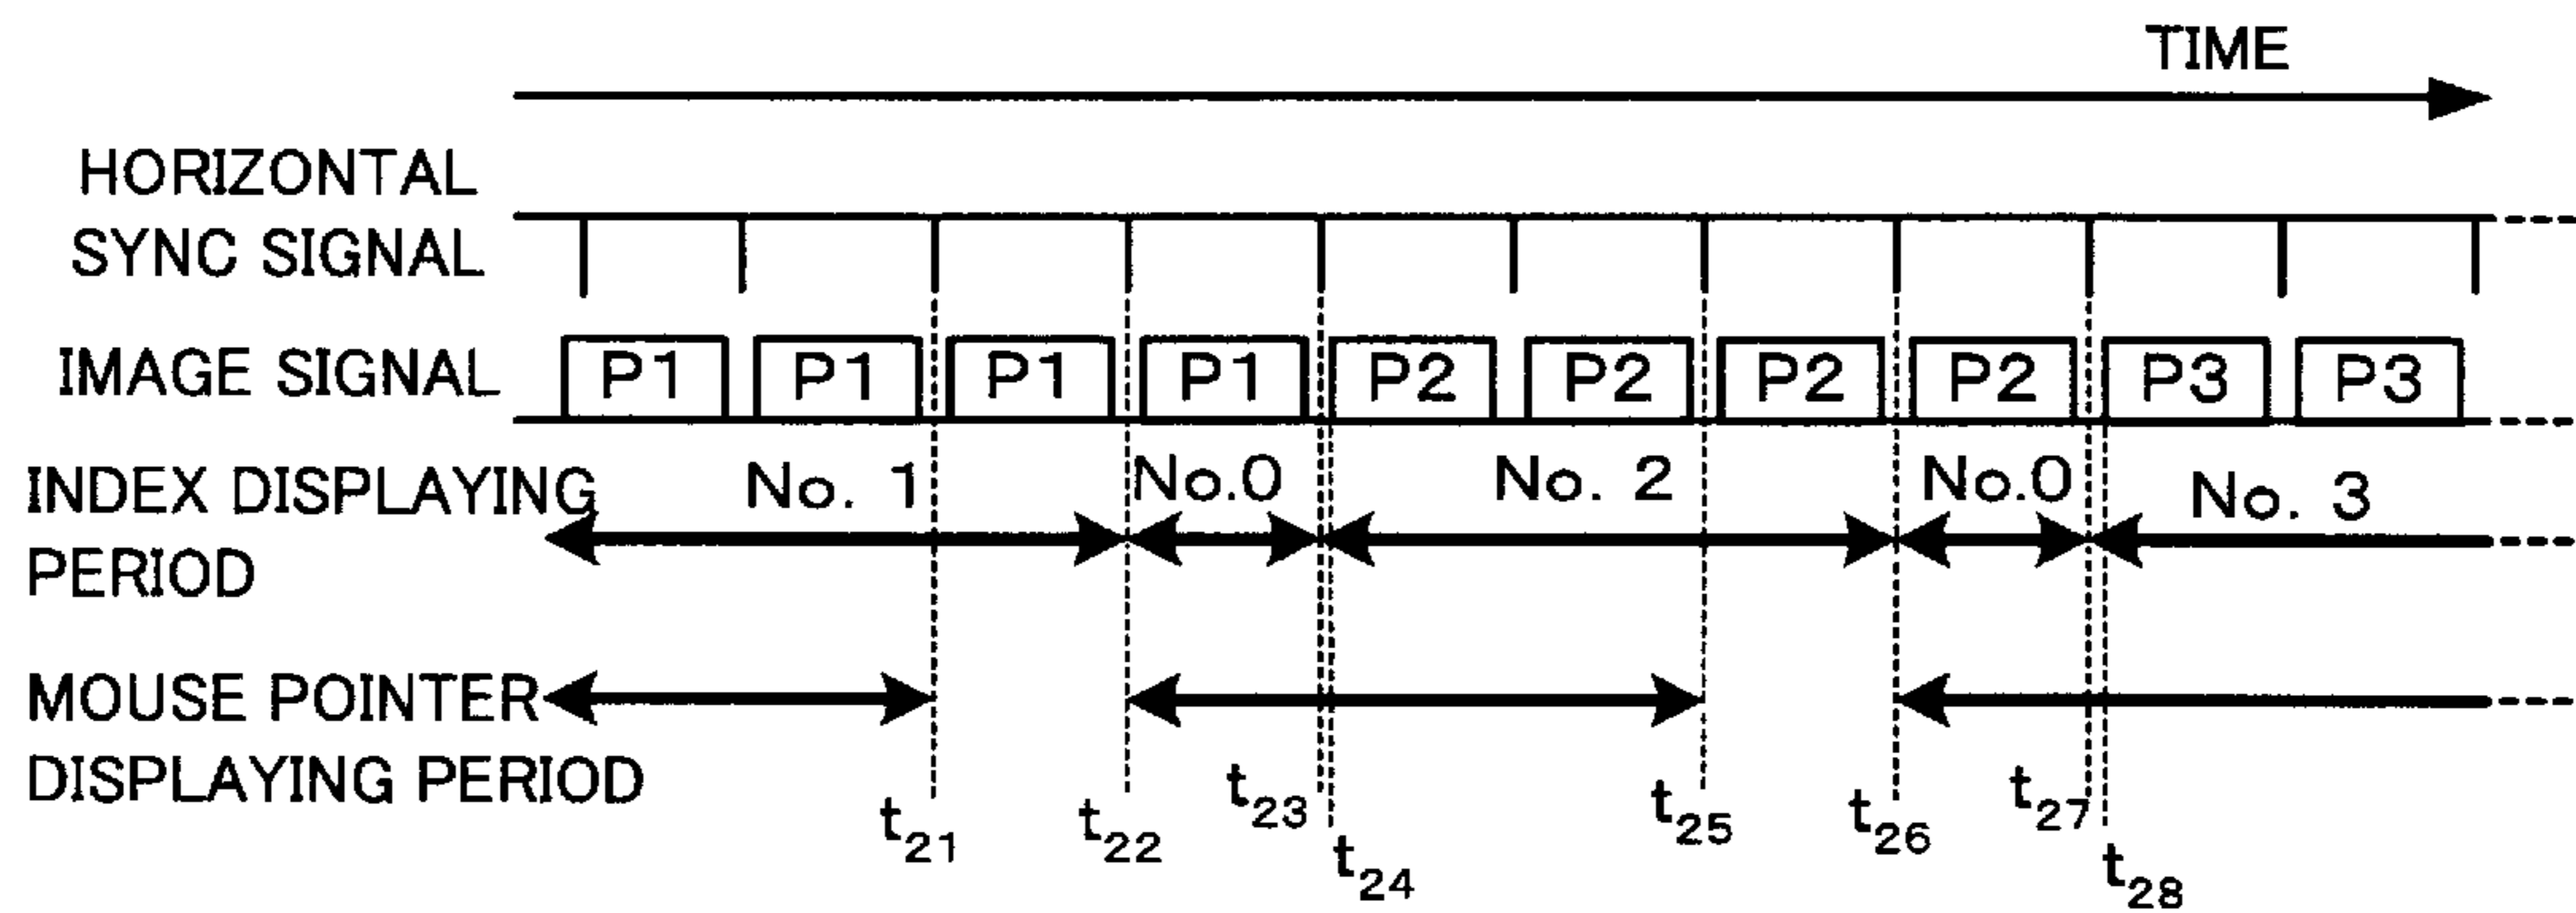 TIME
HORIZONTAL
SYNC SIGNAL
IMAGE SIGNAL P1 P1 P1 P1 P2 P2 P2 P2 P3 P3
INDEX DISPLAYING No. 1 No.0 No. 2 No.0 No. 3
PERIOD
MOUSE POINTER
DISPLAYING PERIOD
t21 t22 t23 t24 t25 t26 t27 t28